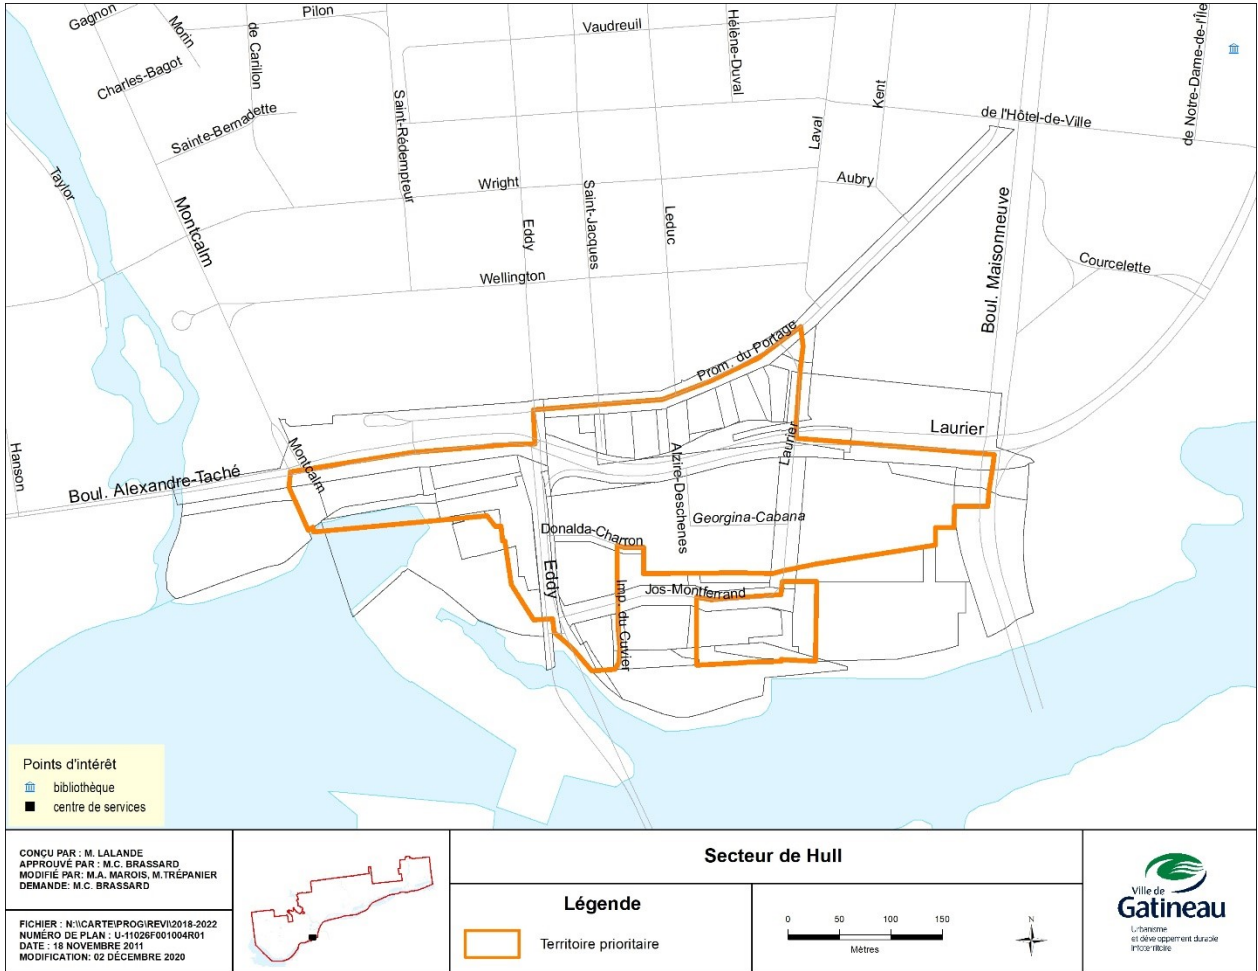 Gagnon
Morin
Pilon
de Carillon
Charles-Bagot
Sainte-Bernadette
Saint-Rédempteur
Vaudreuil
Hélène-Duval
Kent
Laval
de l'Hôtel-de-Ville
de Notre-Dame-de-l'Île
Taylor
Montcalm
Wright
Eddy
Saint-Jacques
Leduc
Aubry
Wellington
Boul. Maisonneuve
Courcelette
Prom. du Portage
Hanson
Boul. Alexandre-Taché
Montcalm
Laurier
Laurier
Alzire-Deschenes
Georgina-Cabana
Donalda-Charron
Eddy
Imp. du Cuvier
Jos-Montferrand
Points d'intérêt
bibliothèque
centre de services
CONÇU PAR : M. LALANDE
APPROUVÉ PAR : M.C. BRASSARD
MODIFIÉ PAR: M.A. MAROIS, M.TRÉPANIER
DEMANDE: M.C. BRASSARD
FICHIER : N:\\CARTE\PROG\REVI\2018-2022
NUMÉRO DE PLAN : U-11026F001004R01
DATE : 18 NOVEMBRE 2011
MODIFICATION: 02 DÉCEMBRE 2020
Secteur de Hull
Légende
Territoire prioritaire
0 50 100 150
Mètres
N
Ville de
Gatineau
Urbanisme
et développement durable
Infoterritoire